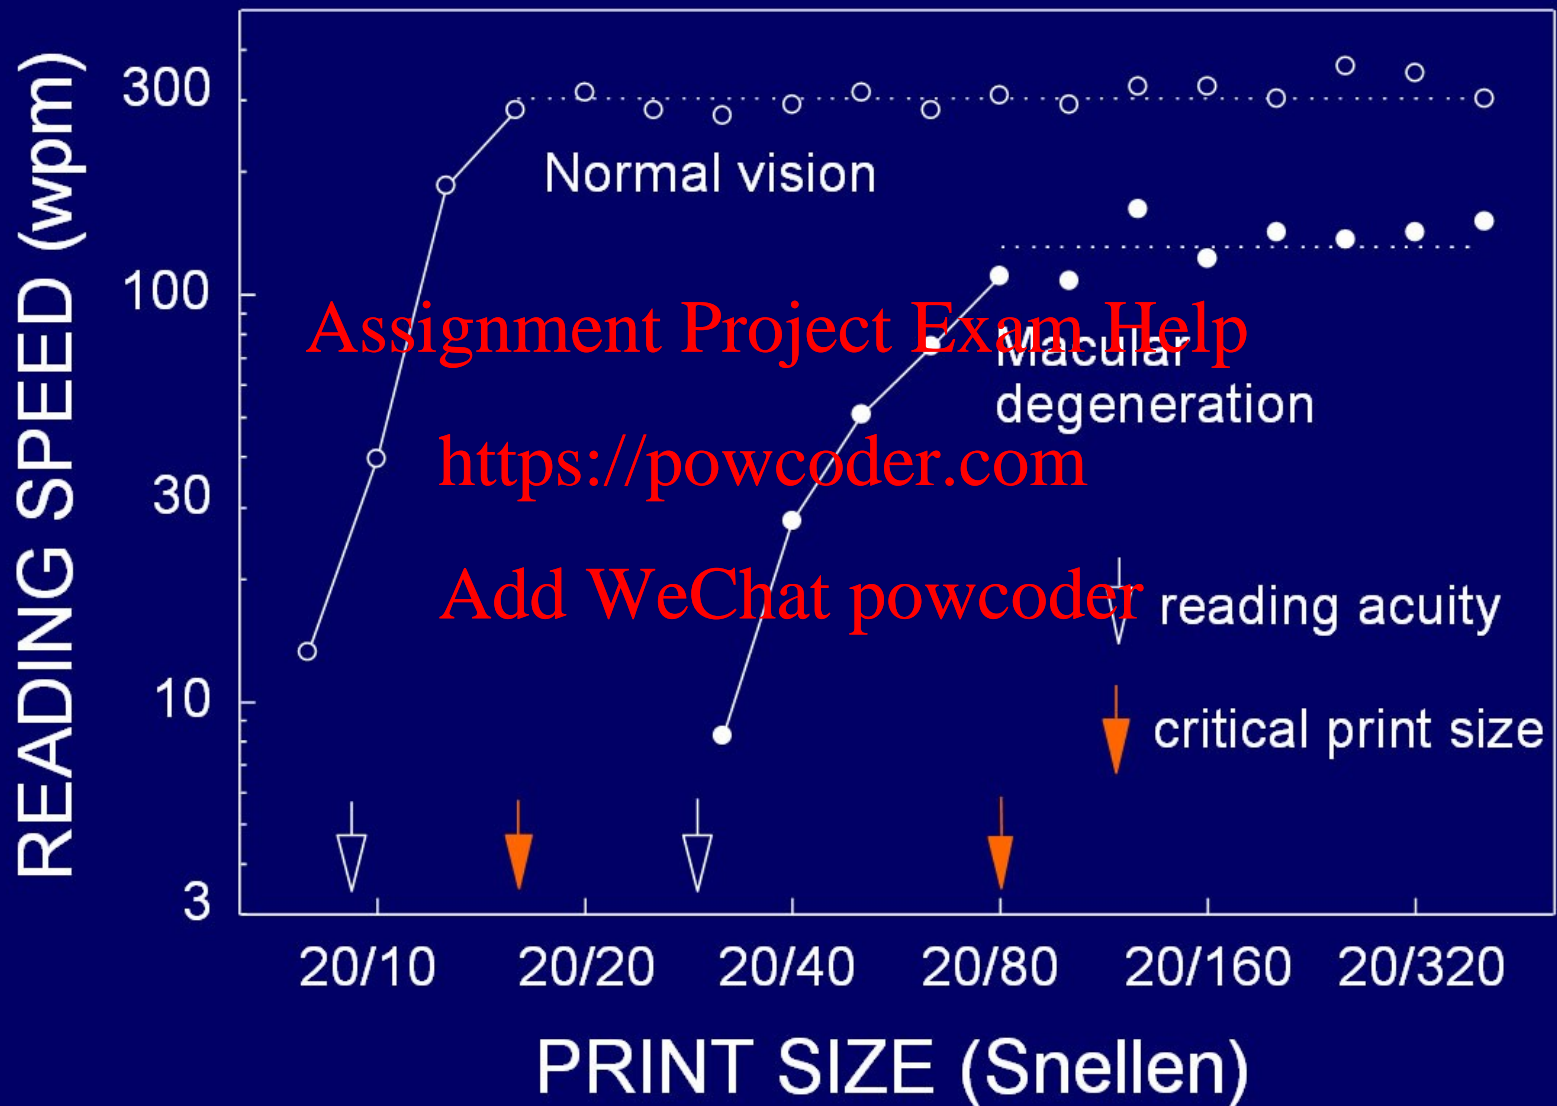 READING SPEED (wpm)
300
100
30
10
3
Normal vision
Assignment Project Exam Help
Macular
degeneration
https://powcoder.com
Add WeChat powcoder
reading acuity
critical print size
20/10 20/20 20/40 20/80 20/160 20/320
PRINT SIZE (Snellen)